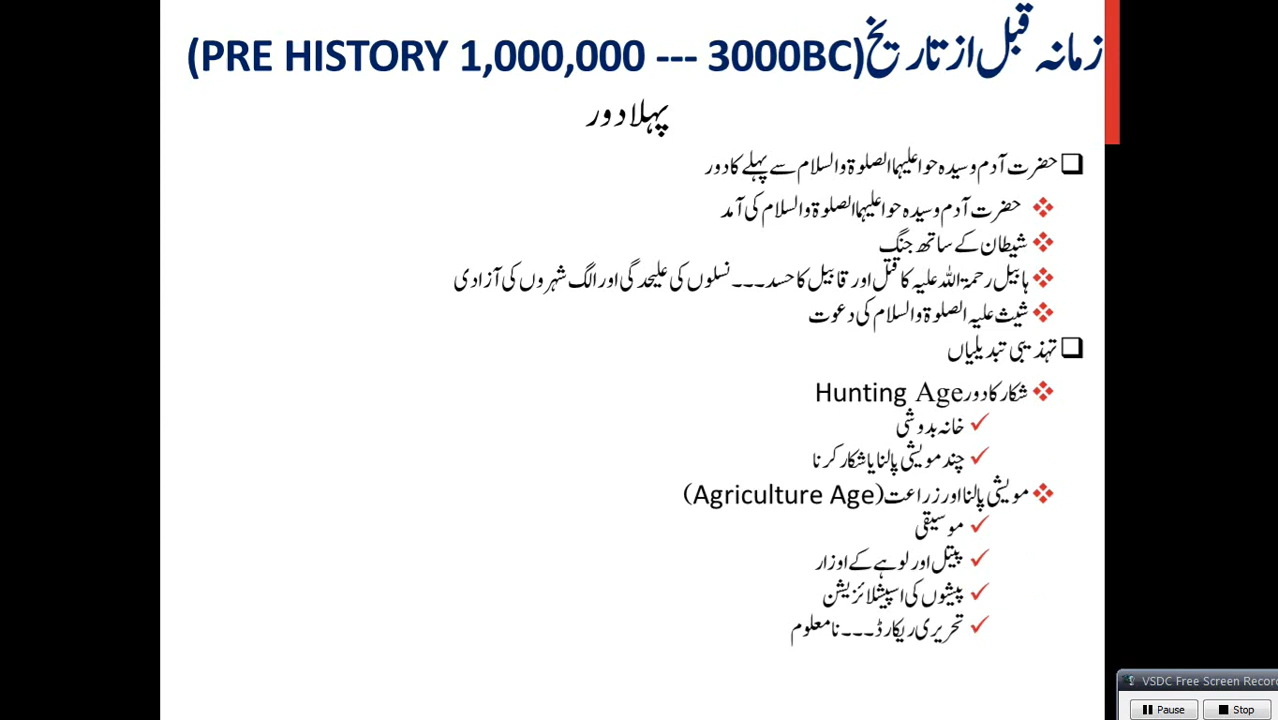 زمانہ قبل از تاریخ(PRE HISTORY 1,000,000 --- 3000BC)
پہلا دور
حضرت آدم و سیدہ حوا علیہما الصلوۃ والسلام سے پہلے کا دور
حضرت آدم و سیدہ حوا علیہما الصلوۃ والسلام کی آمد
شیطان کے ساتھ جنگ
ہابیل رحمۃ اللہ علیہ کا قتل اور قابیل کا حسد۔۔۔ نسلوں کی علیحدگی اور الگ شہروں کی آزادی
شیث علیہ الصلوۃ والسلام کی دعوت
تہذیبی تبدیلیاں
شکار کا دور Hunting Age
خانہ بدوشی
چند مویشی پالنا یا شکار کرنا
مویشی پالنا اور زراعت (Agriculture Age)
موسیقی
پیتل اور لوہے کے اوزار
پیشوں کی اسپیشلائزیشن
تحریری ریکارڈ۔۔۔ نامعلوم
VSDC Free Screen Recor
Pause Stop